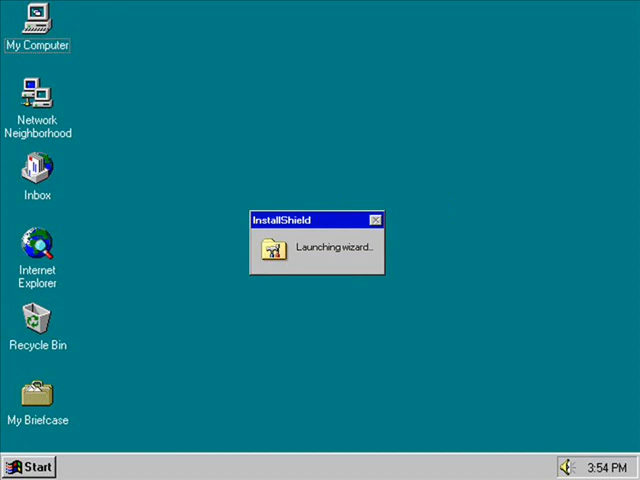 My Computer
Network
Neighborhood
Inbox
Internet
Explorer
Recycle Bin
My Briefcase
InstallShield
Launching wizard...
Start
3:54 PM